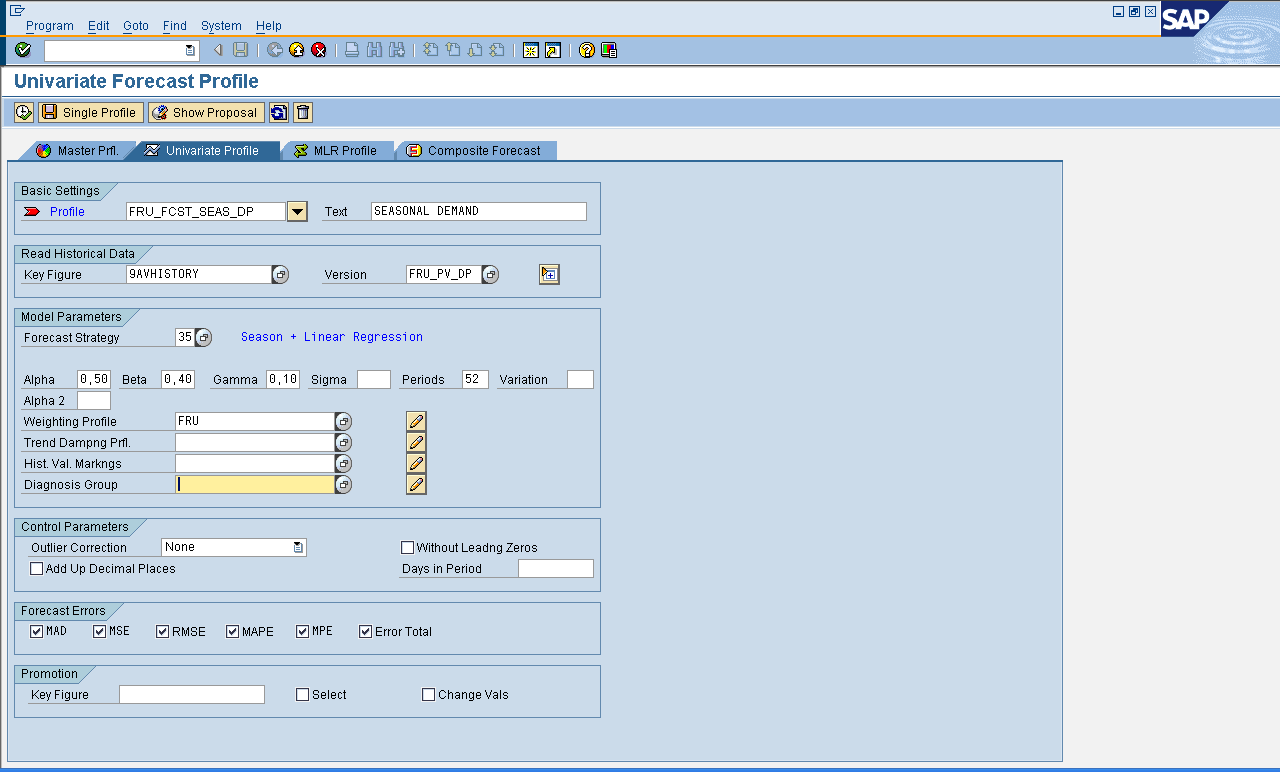 Program Edit Goto Find System Help
SAP
Univariate Forecast Profile
Single Profile Show Proposal
Master Prfl. Univariate Profile MLR Profile Composite Forecast
Basic Settings
Profile FRU_FCST_SEAS_DP Text SEASONAL DEMAND
Read Historical Data
Key Figure 9AVHISTORY Version FRU_PV_DP
Model Parameters
Forecast Strategy 35 Season + Linear Regression
Alpha 0,50 Beta 0,40 Gamma 0,10 Sigma Periods 52 Variation
Alpha 2
Weighting Profile FRU
Trend Dampng Prfl.
Hist. Val. Markngs
Diagnosis Group
Control Parameters
Outlier Correction None Without Leadng Zeros
Add Up Decimal Places Days in Period
Forecast Errors
MAD MSE RMSE MAPE MPE Error Total
Promotion
Key Figure Select Change Vals